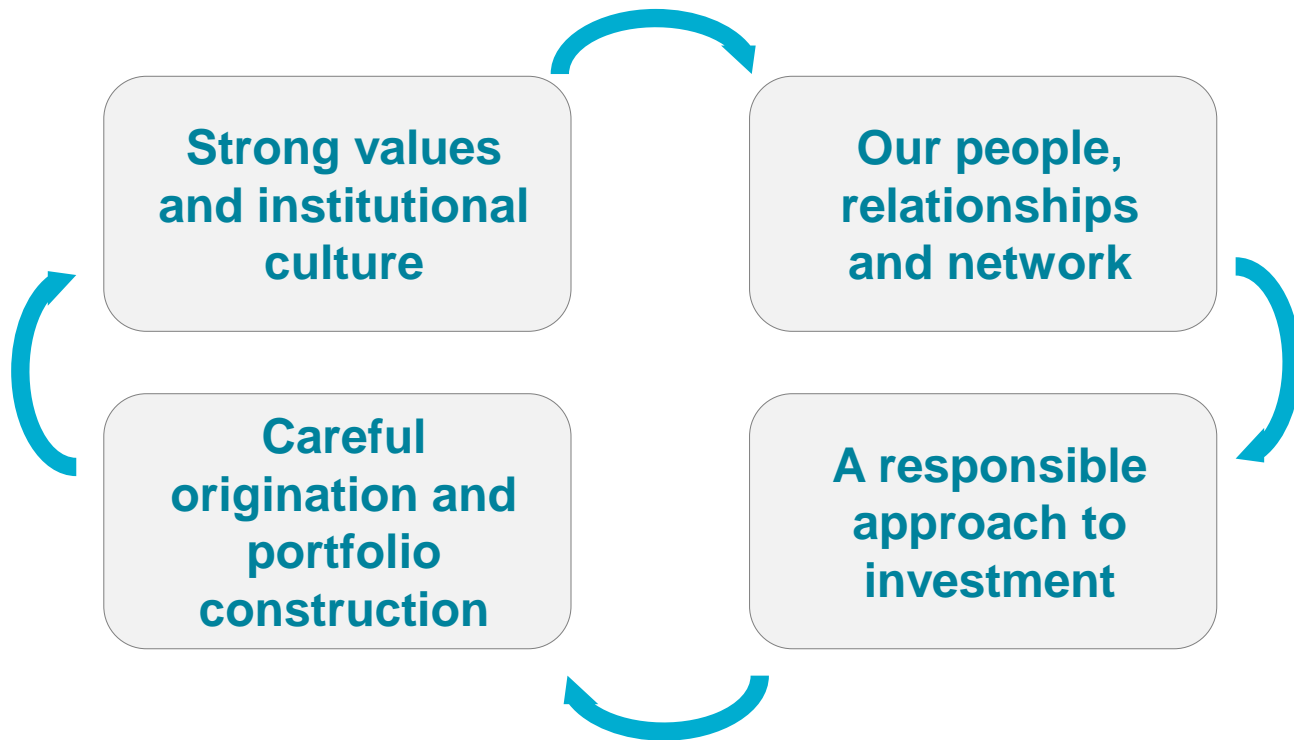 Strong values
and institutional
culture
Our people,
relationships
and network
Careful
origination and
portfolio
construction
A responsible
approach to
investment